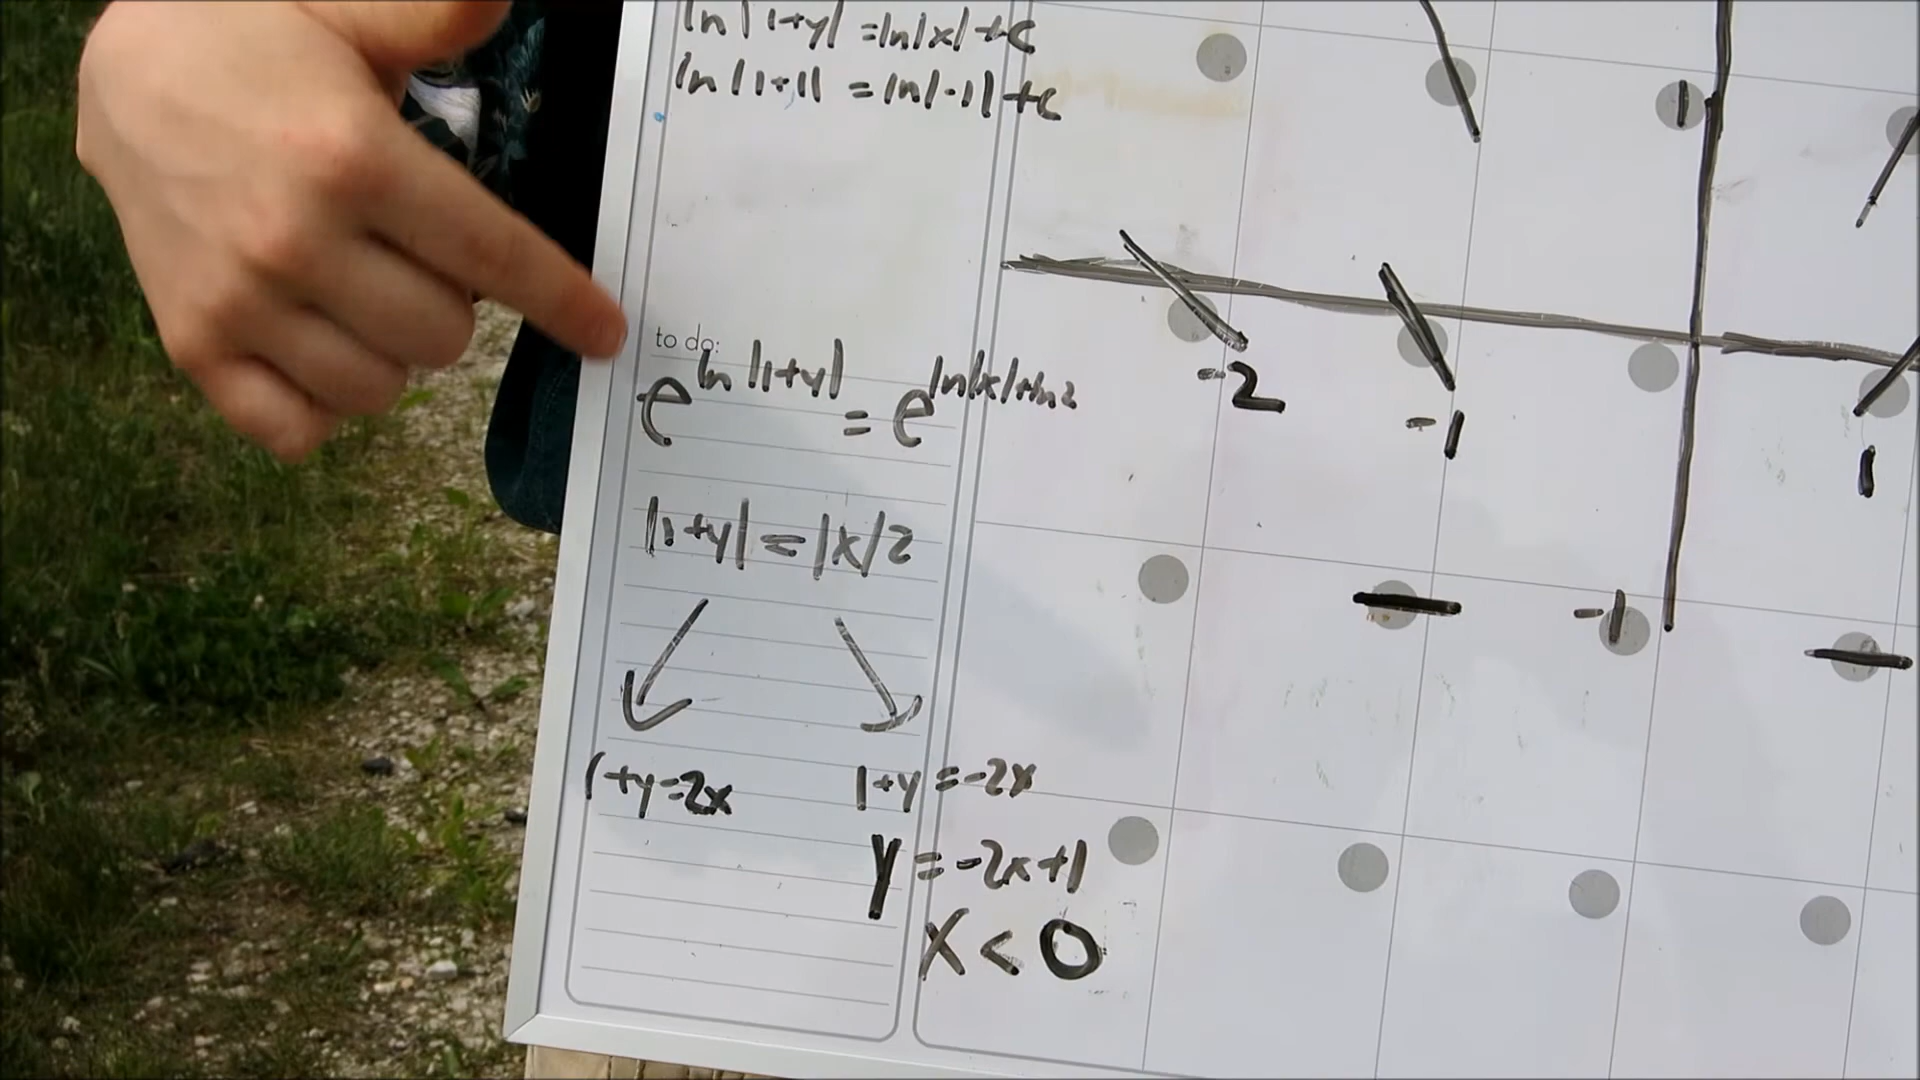 ln|1+y| =ln|x|+c
ln|1+1| =ln|-1|+c
1
to do:
e^ln|1+y| = e^ln|x|+ln2
-2
-1
1
|1+y|=|x|2
-1
1+y=2x
1+y=-2x
y=-2x+1
x<0